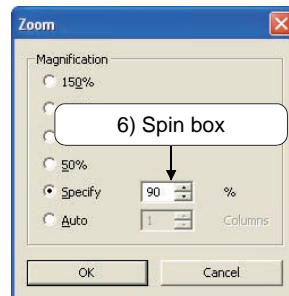 Zoom
Magnification
150%
6) Spin box
50%
Specify 90 %
Auto 1 Columns
OK Cancel